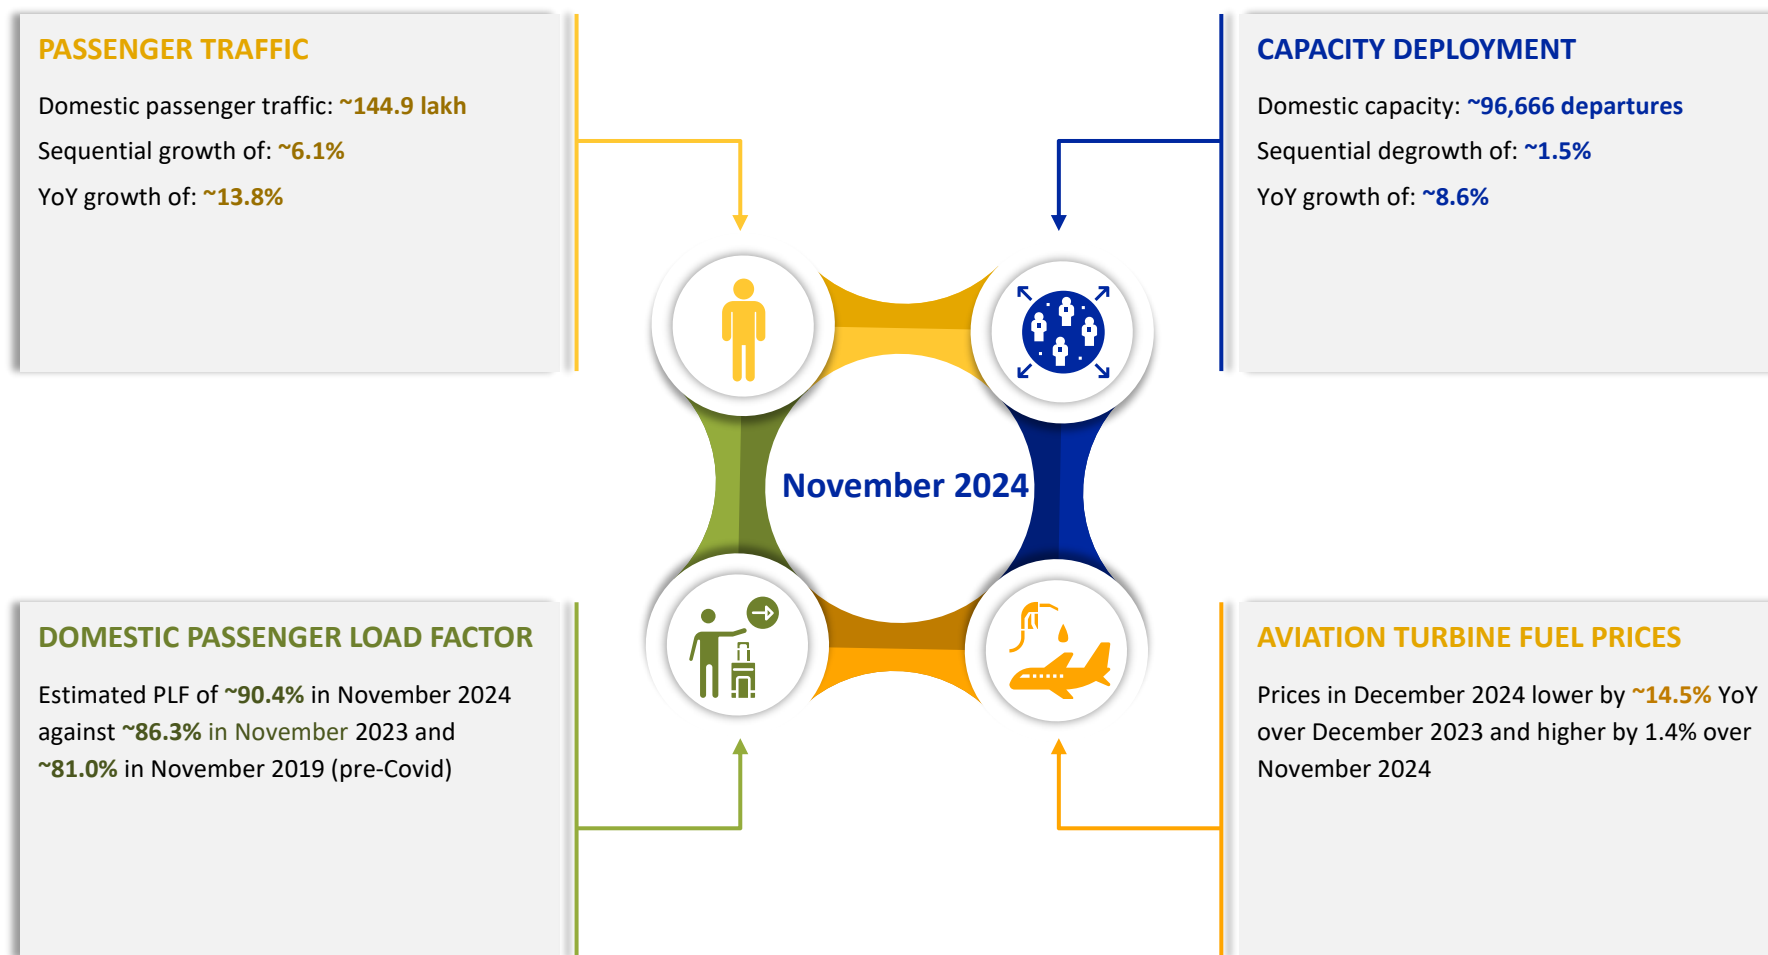 PASSENGER TRAFFIC
Domestic passenger traffic: ~144.9 lakh
Sequential growth of: ~6.1%
YoY growth of: ~13.8%
CAPACITY DEPLOYMENT
Domestic capacity: ~96,666 departures
Sequential degrowth of: ~1.5%
YoY growth of: ~8.6%
November 2024
DOMESTIC PASSENGER LOAD FACTOR
Estimated PLF of ~90.4% in November 2024
against ~86.3% in November 2023 and
~81.0% in November 2019 (pre-Covid)
AVIATION TURBINE FUEL PRICES
Prices in December 2024 lower by ~14.5% YoY
over December 2023 and higher by 1.4% over
November 2024